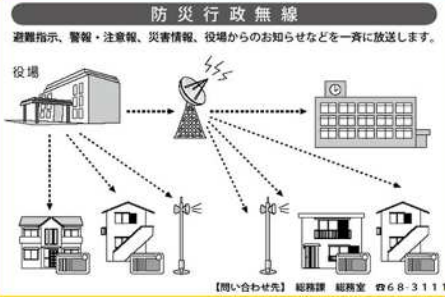 防災行政無線
避難指示、警報・注意報、災害情報、役場からのお知らせなどを一斉に放送します。
役場
【問い合わせ先】 総務課 総務室 ☎68-3111